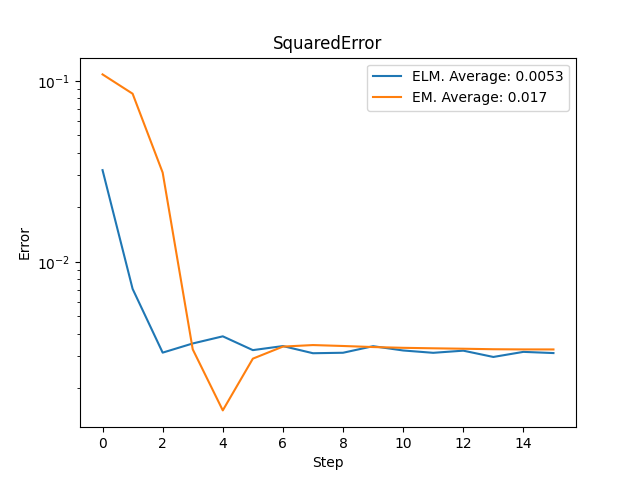 SquaredError
ELM. Average: 0.0053
EM. Average: 0.017
Error
10⁻¹
10⁻²
0 2 4 6 8 10 12 14
Step